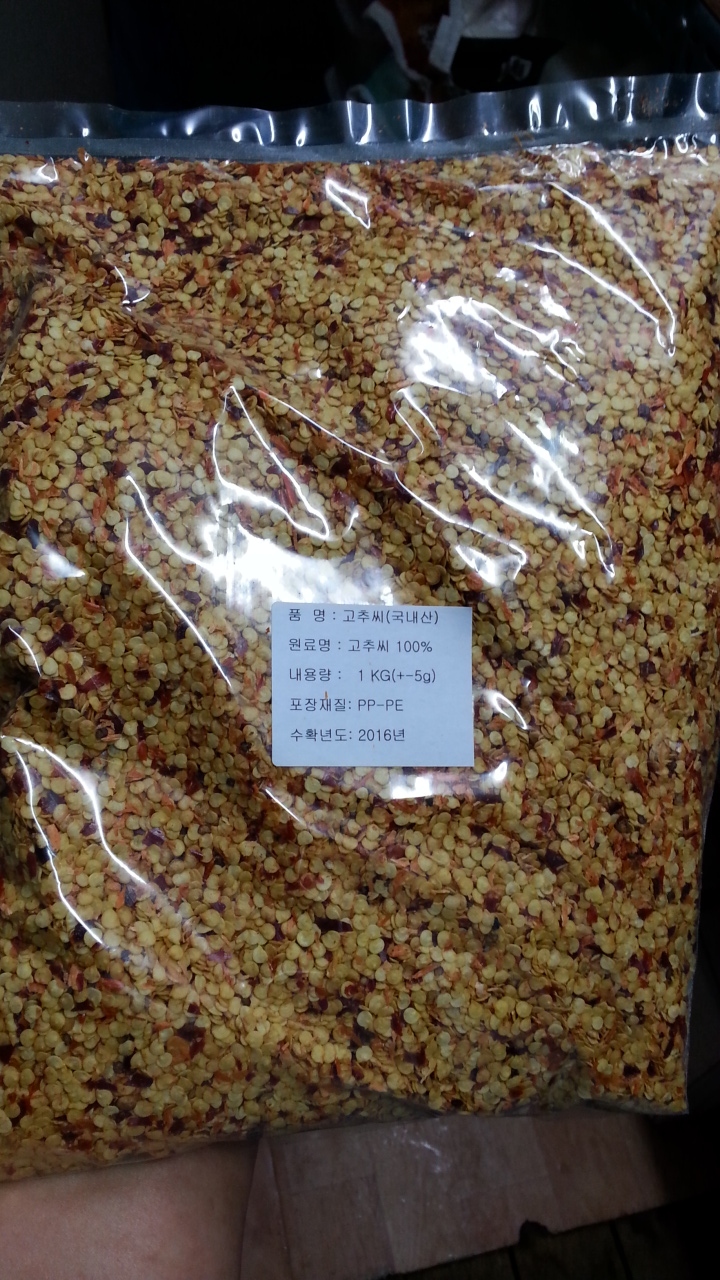 품 명 : 고추씨(국내산)
원료명 : 고추씨 100%
내용량 : 1 KG(+-5g)
포장재질: PP-PE
수확년도: 2016년